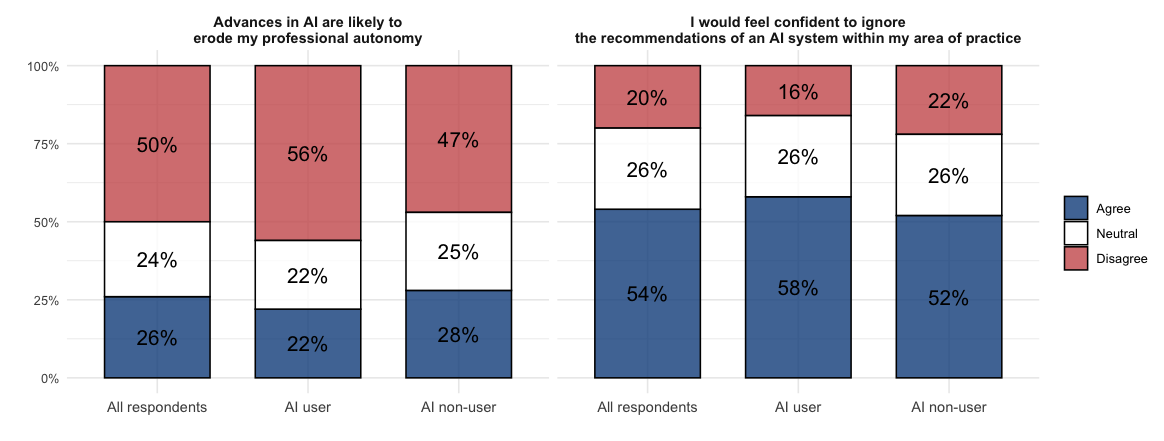 Advances in AI are likely to
erode my professional autonomy
I would feel confident to ignore
the recommendations of an AI system within my area of practice
100%
75%
50%
25%
0%
50%
24%
26%
56%
22%
22%
47%
25%
28%
20%
26%
54%
16%
26%
58%
22%
26%
52%
All respondents
AI user
AI non-user
All respondents
AI user
AI non-user
Agree
Neutral
Disagree